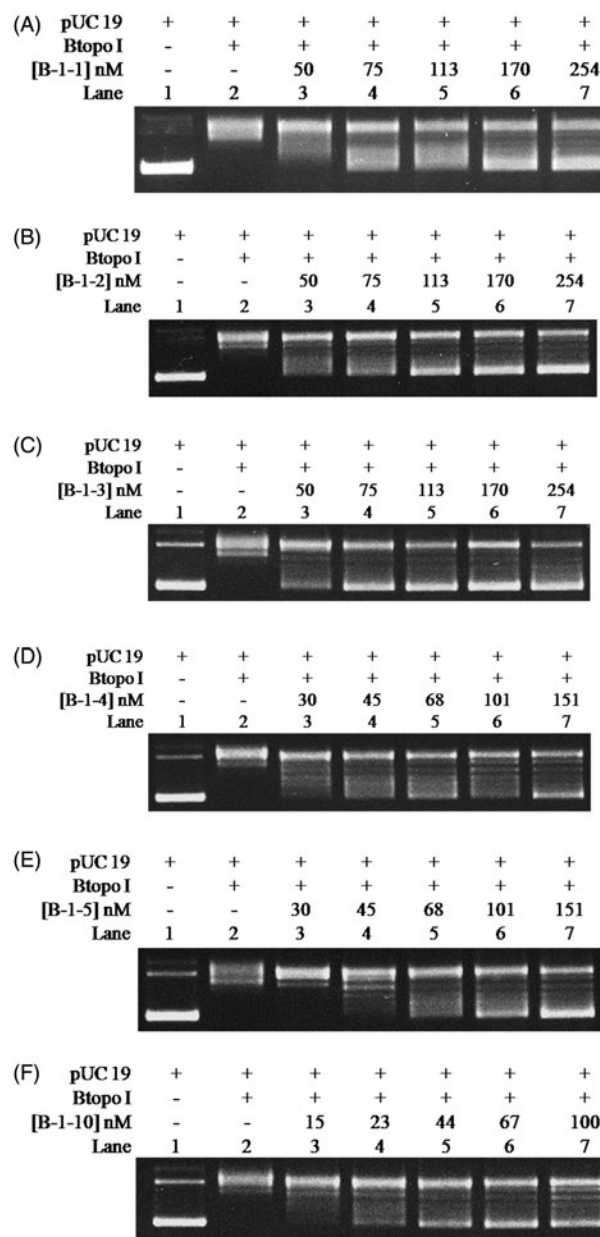 (A) pUC 19 + + + + + + +
Btopo I - + + + + + +
[B-1-1] nM - - 50 75 113 170 254
Lane 1 2 3 4 5 6 7
(B) pUC 19 + + + + + + +
Btopo I - + + + + + +
[B-1-2] nM - - 50 75 113 170 254
Lane 1 2 3 4 5 6 7
(C) pUC 19 + + + + + + +
Btopo I - + + + + + +
[B-1-3] nM - - 50 75 113 170 254
Lane 1 2 3 4 5 6 7
(D) pUC 19 + + + + + + +
Btopo I - + + + + + +
[B-1-4] nM - - 30 45 68 101 151
Lane 1 2 3 4 5 6 7
(E) pUC 19 + + + + + + +
Btopo I - + + + + + +
[B-1-5] nM - - 30 45 68 101 151
Lane 1 2 3 4 5 6 7
(F) pUC 19 + + + + + + +
Btopo I - + + + + + +
[B-1-10] nM - - 15 23 44 67 100
Lane 1 2 3 4 5 6 7